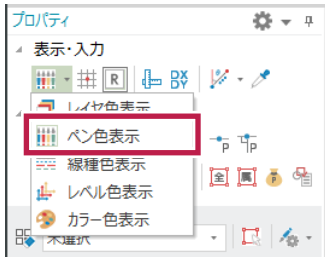 プロパティ
表示・入力
R DX DY
レイヤ色表示
ペン色表示
P P
線種色表示
全 属 P
レベル色表示
カラー色表示
未選択